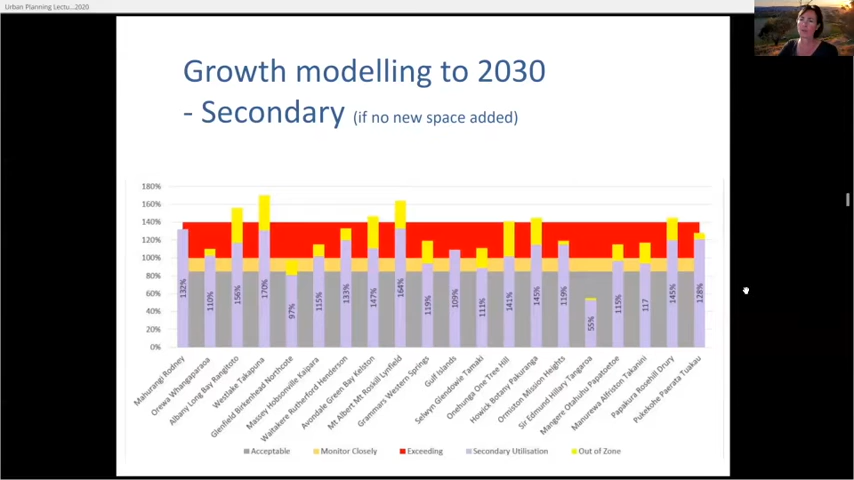 Urban Planning Lectu...2020
Growth modelling to 2030
- Secondary (if no new space added)
180%
160%
140%
120%
100%
80%
60%
40%
20%
0%
132%
110%
156%
170%
97%
115%
133%
147%
164%
119%
109%
111%
141%
145%
119%
55%
115%
117
145%
128%
Mahurangi Rodney
Orewa Whangaparaoa
Albany Long Bay Rangitoto
Westlake Takapuna
Glenfield Birkenhead Northcote
Massey Hobsonville Kaipara
Waitakere Rutherford Henderson
Avondale Green Bay Kelston
Mt Albert Mt Roskill Lynfield
Grammars Western Springs
Gulf Islands
Selwyn Glendowie Tamaki
Onehunga One Tree Hill
Howick Botany Pakuranga
Ormiston Mission Heights
Sir Edmund Hillary Tangaroa
Mangere Otahuhu Papatoetoe
Manurewa Alfriston Takanini
Papakura Rosehill Drury
Pukekohe Paerata Tuakau
Acceptable
Monitor Closely
Exceeding
Secondary Utilisation
Out of Zone